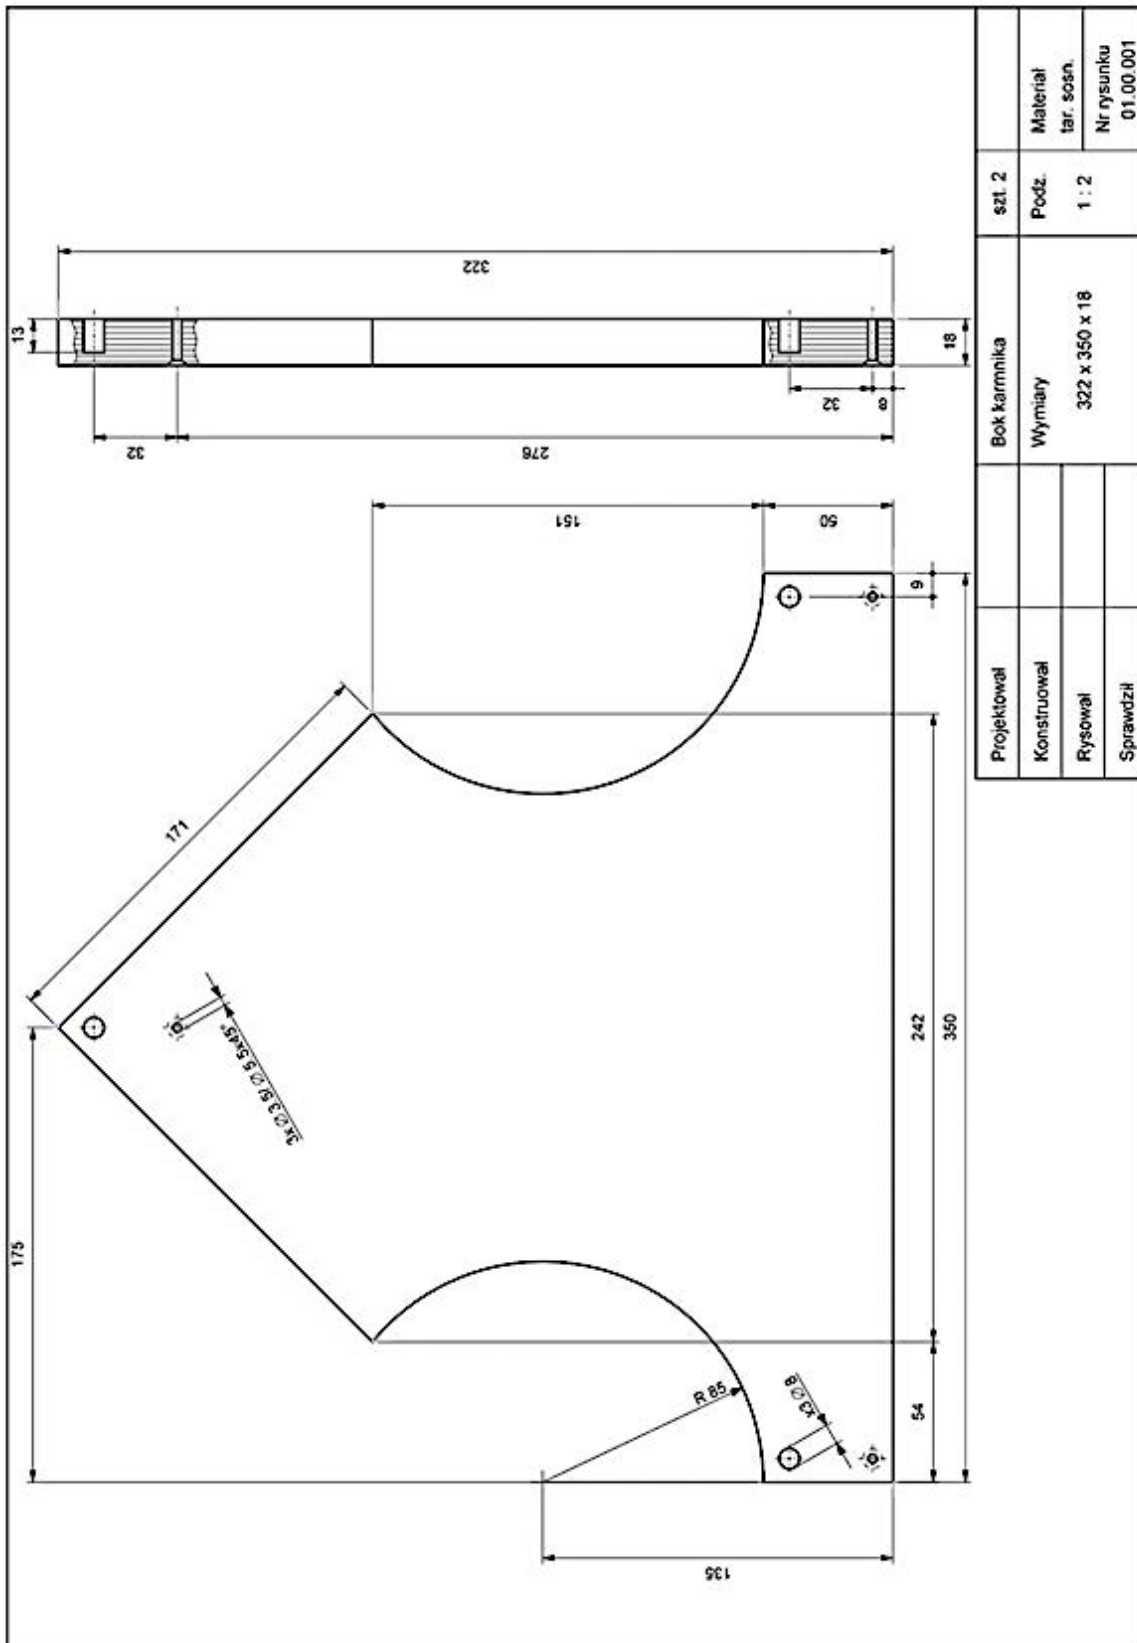 13
322
18
32
8
32
276
151
50
9
171
175
3x ∅ 3.5/ ∅ 5.5x45°
242
350
R 85
x3 ∅ 8
54
135
Projektował
Konstruował
Rysował
Sprawdził
Bok karmnika
szt. 2
Wymiary
322 x 350 x 18
Podz.
1 : 2
Materiał
tar. sosn.
Nr rysunku
01.00.001